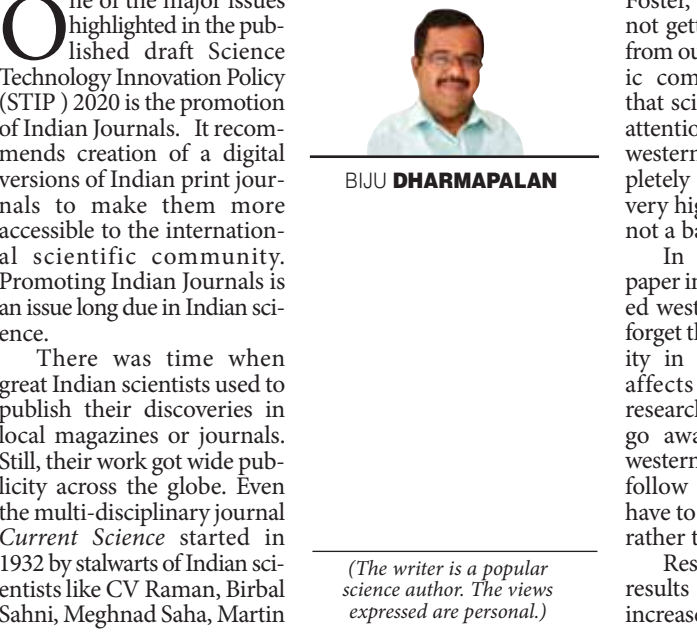 One of the major issues
highlighted in the pub-
lished draft Science
Technology Innovation Policy
(STIP ) 2020 is the promotion
of Indian Journals. It recom-
mends creation of a digital
versions of Indian print jour-
nals to make them more
accessible to the internation-
al scientific community.
Promoting Indian Journals is
an issue long due in Indian sci-
ence.
There was time when
great Indian scientists used to
publish their discoveries in
local magazines or journals.
Still, their work got wide pub-
licity across the globe. Even
the multi-disciplinary journal
Current Science started in
1932 by stalwarts of Indian sci-
entists like CV Raman, Birbal
Sahni, Meghnad Saha, Martin
BIJU DHARMAPALAN
(The writer is a popular
science author. The views
expressed are personal.)
Foster,
not gett
from ou
ic com
that sci
attentio
western
pletely
very hig
not a ba
In
paper in
ed west
forget th
ity in
affects
research
go awa
western
follow
have to
rather t
Res
results
increase